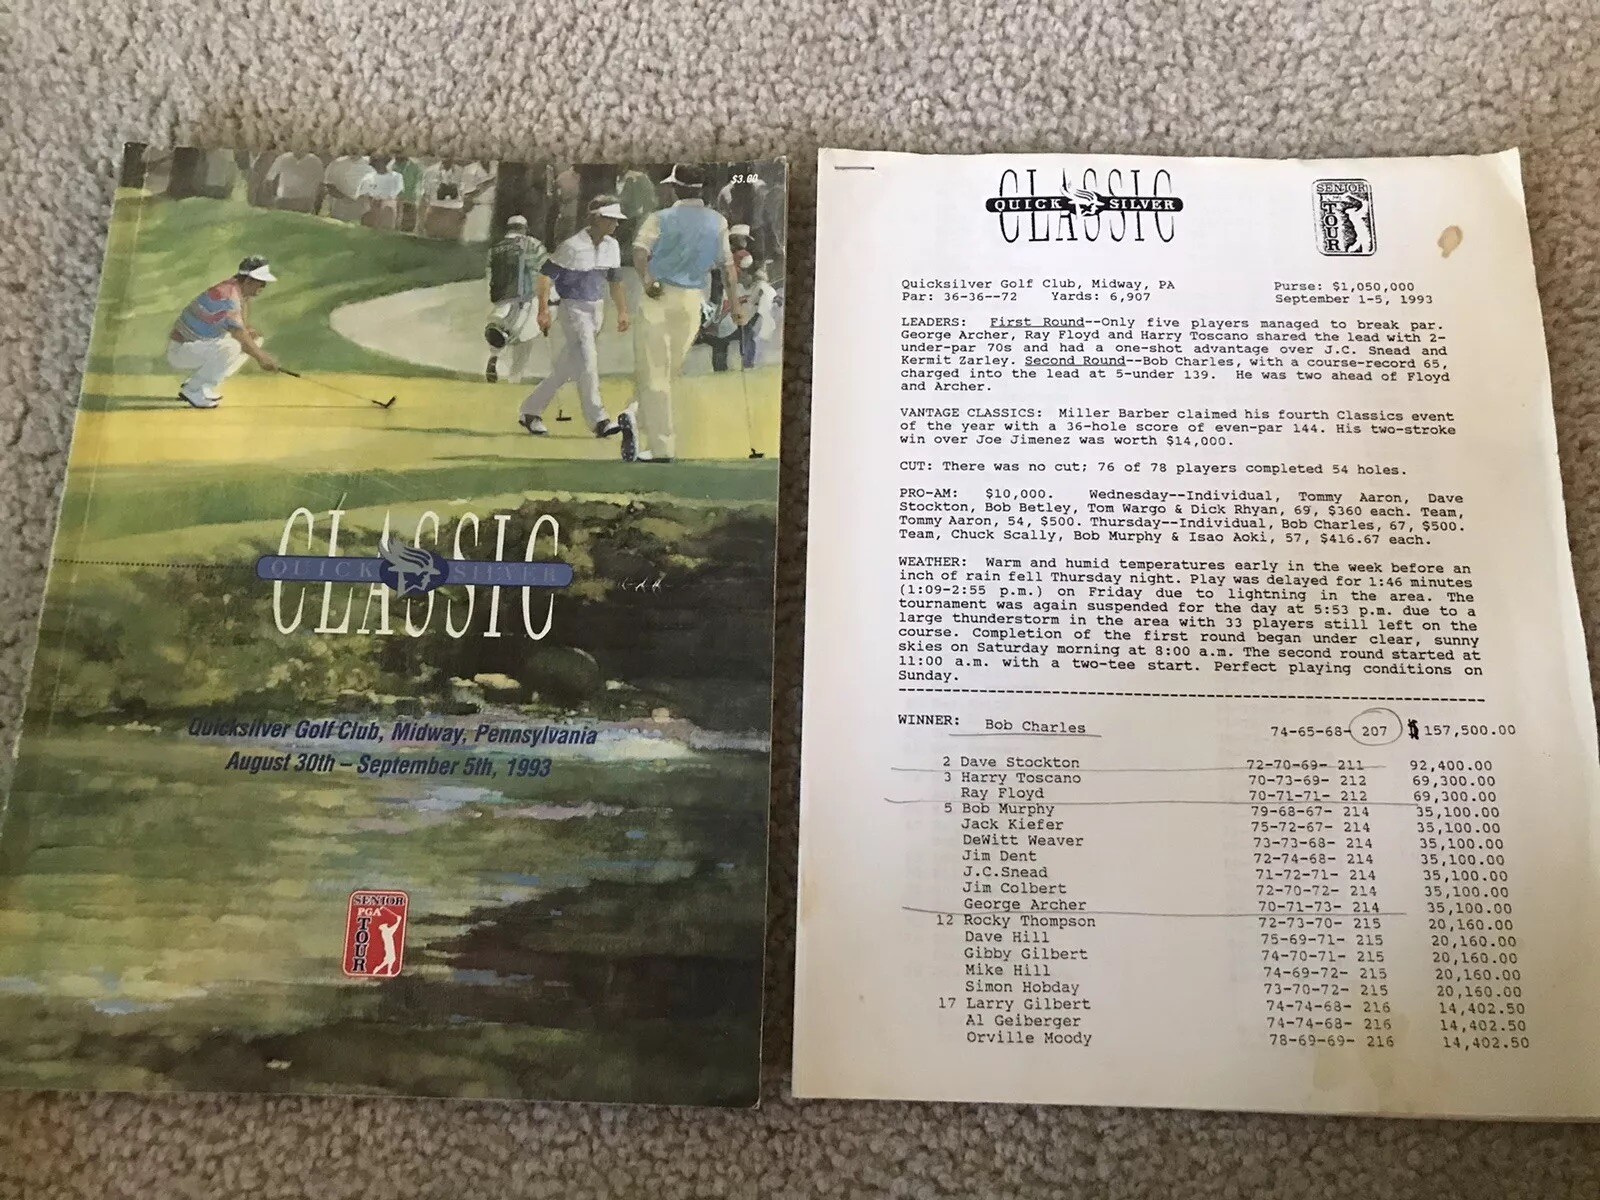 $3.00
CLASSIC
QUICK SILVER
Quicksilver Golf Club, Midway, Pennsylvania
August 30th – September 5th, 1993
SENIOR
PGA
TOUR
CLASSIC
QUICK SILVER
SENIOR
TOUR
Quicksilver Golf Club, Midway, PA Purse: $1,050,000
Par: 36-36--72 Yards: 6,907 September 1-5, 1993
LEADERS: First Round--Only five players managed to break par.
George Archer, Ray Floyd and Harry Toscano shared the lead with 2-
under-par 70s and had a one-shot advantage over J.C. Snead and
Kermit Zarley. Second Round--Bob Charles, with a course-record 65,
charged into the lead at 5-under 139. He was two ahead of Floyd
and Archer.
VANTAGE CLASSICS: Miller Barber claimed his fourth Classics event
of the year with a 36-hole score of even-par 144. His two-stroke
win over Joe Jimenez was worth $14,000.
CUT: There was no cut; 76 of 78 players completed 54 holes.
PRO-AM: $10,000. Wednesday--Individual, Tommy Aaron, Dave
Stockton, Bob Betley, Tom Wargo & Dick Rhyan, 69, $360 each. Team,
Tommy Aaron, 54, $500. Thursday--Individual, Bob Charles, 67, $500.
Team, Chuck Scally, Bob Murphy & Isao Aoki, 57, $416.67 each.
WEATHER: Warm and humid temperatures early in the week before an
inch of rain fell Thursday night. Play was delayed for 1:46 minutes
(1:09-2:55 p.m.) on Friday due to lightning in the area. The
tournament was again suspended for the day at 5:53 p.m. due to a
large thunderstorm in the area with 33 players still left on the
course. Completion of the first round began under clear, sunny
skies on Saturday morning at 8:00 a.m. The second round started at
11:00 a.m. with a two-tee start. Perfect playing conditions on
Sunday.
WINNER: Bob Charles 74-65-68- 207 $157,500.00
2 Dave Stockton 72-70-69- 211 92,400.00
3 Harry Toscano 70-73-69- 212 69,300.00
Ray Floyd 70-71-71- 212 69,300.00
5 Bob Murphy 79-68-67- 214 35,100.00
Jack Kiefer 75-72-67- 214 35,100.00
DeWitt Weaver 73-73-68- 214 35,100.00
Jim Dent 72-74-68- 214 35,100.00
J.C.Snead 71-72-71- 214 35,100.00
Jim Colbert 72-70-72- 214 35,100.00
George Archer 70-71-73- 214 35,100.00
12 Rocky Thompson 72-73-70- 215 20,160.00
Dave Hill 75-69-71- 215 20,160.00
Gibby Gilbert 74-70-71- 215 20,160.00
Mike Hill 74-69-72- 215 20,160.00
Simon Hobday 73-70-72- 215 20,160.00
17 Larry Gilbert 74-74-68- 216 14,402.50
Al Geiberger 74-74-68- 216 14,402.50
Orville Moody 78-69-69- 216 14,402.50